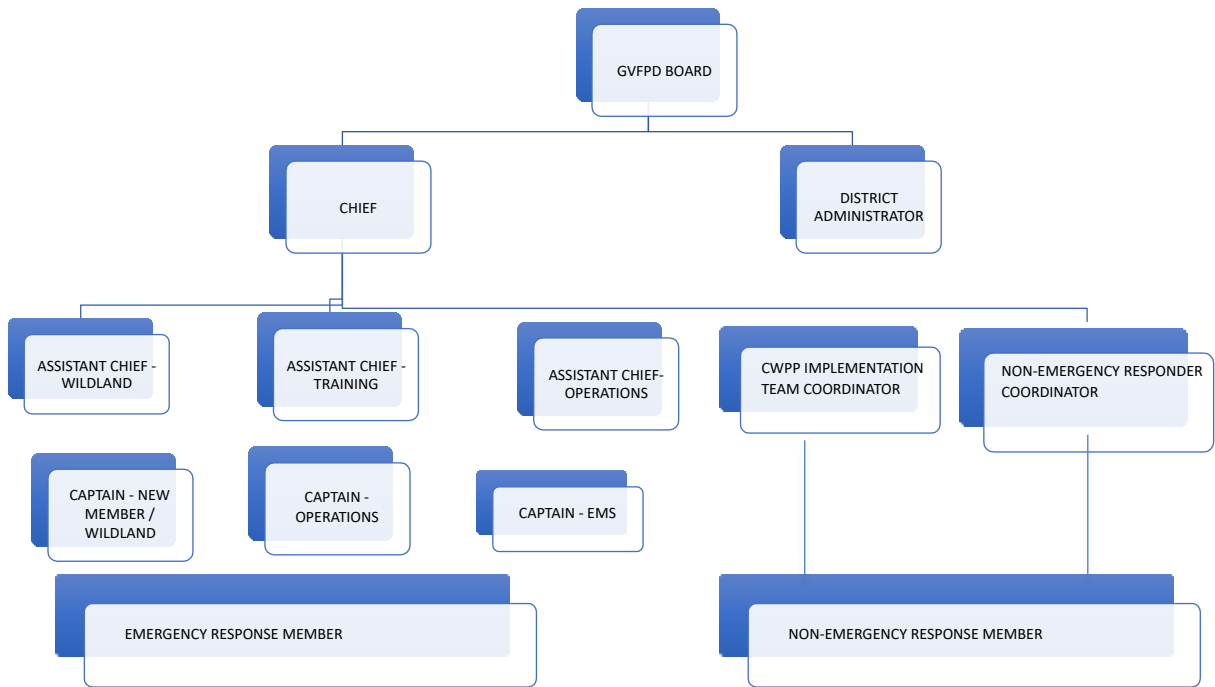 GVFPD BOARD
CHIEF
DISTRICT
ADMINISTRATOR
ASSISTANT CHIEF -
WILDLAND
ASSISTANT CHIEF -
TRAINING
ASSISTANT CHIEF-
OPERATIONS
CWPP IMPLEMENTATION
TEAM COORDINATOR
NON-EMERGENCY RESPONDER
COORDINATOR
CAPTAIN - NEW
MEMBER /
WILDLAND
CAPTAIN -
OPERATIONS
CAPTAIN - EMS
EMERGENCY RESPONSE MEMBER
NON-EMERGENCY RESPONSE MEMBER